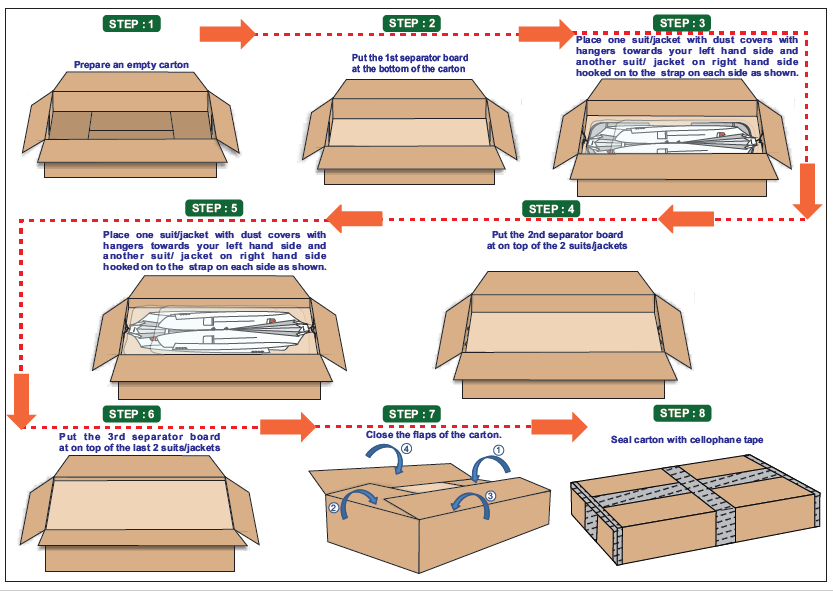 STEP : 1
Prepare an empty carton
STEP : 2
Put the 1st separator board
at the bottom of the carton
STEP : 3
Place one suit/jacket with dust covers with
hangers towards your left hand side and
another suit/ jacket on right hand side
hooked on to the strap on each side as shown.
STEP : 4
Put the 2nd separator board
at on top of the 2 suits/jackets
STEP : 5
Place one suit/jacket with dust covers with
hangers towards your left hand side and
another suit/ jacket on right hand side
hooked on to the strap on each side as shown.
STEP : 6
Put the 3rd separator board
at on top of the last 2 suits/jackets
STEP : 7
Close the flaps of the carton.
4
1
2
3
STEP : 8
Seal carton with cellophane tape